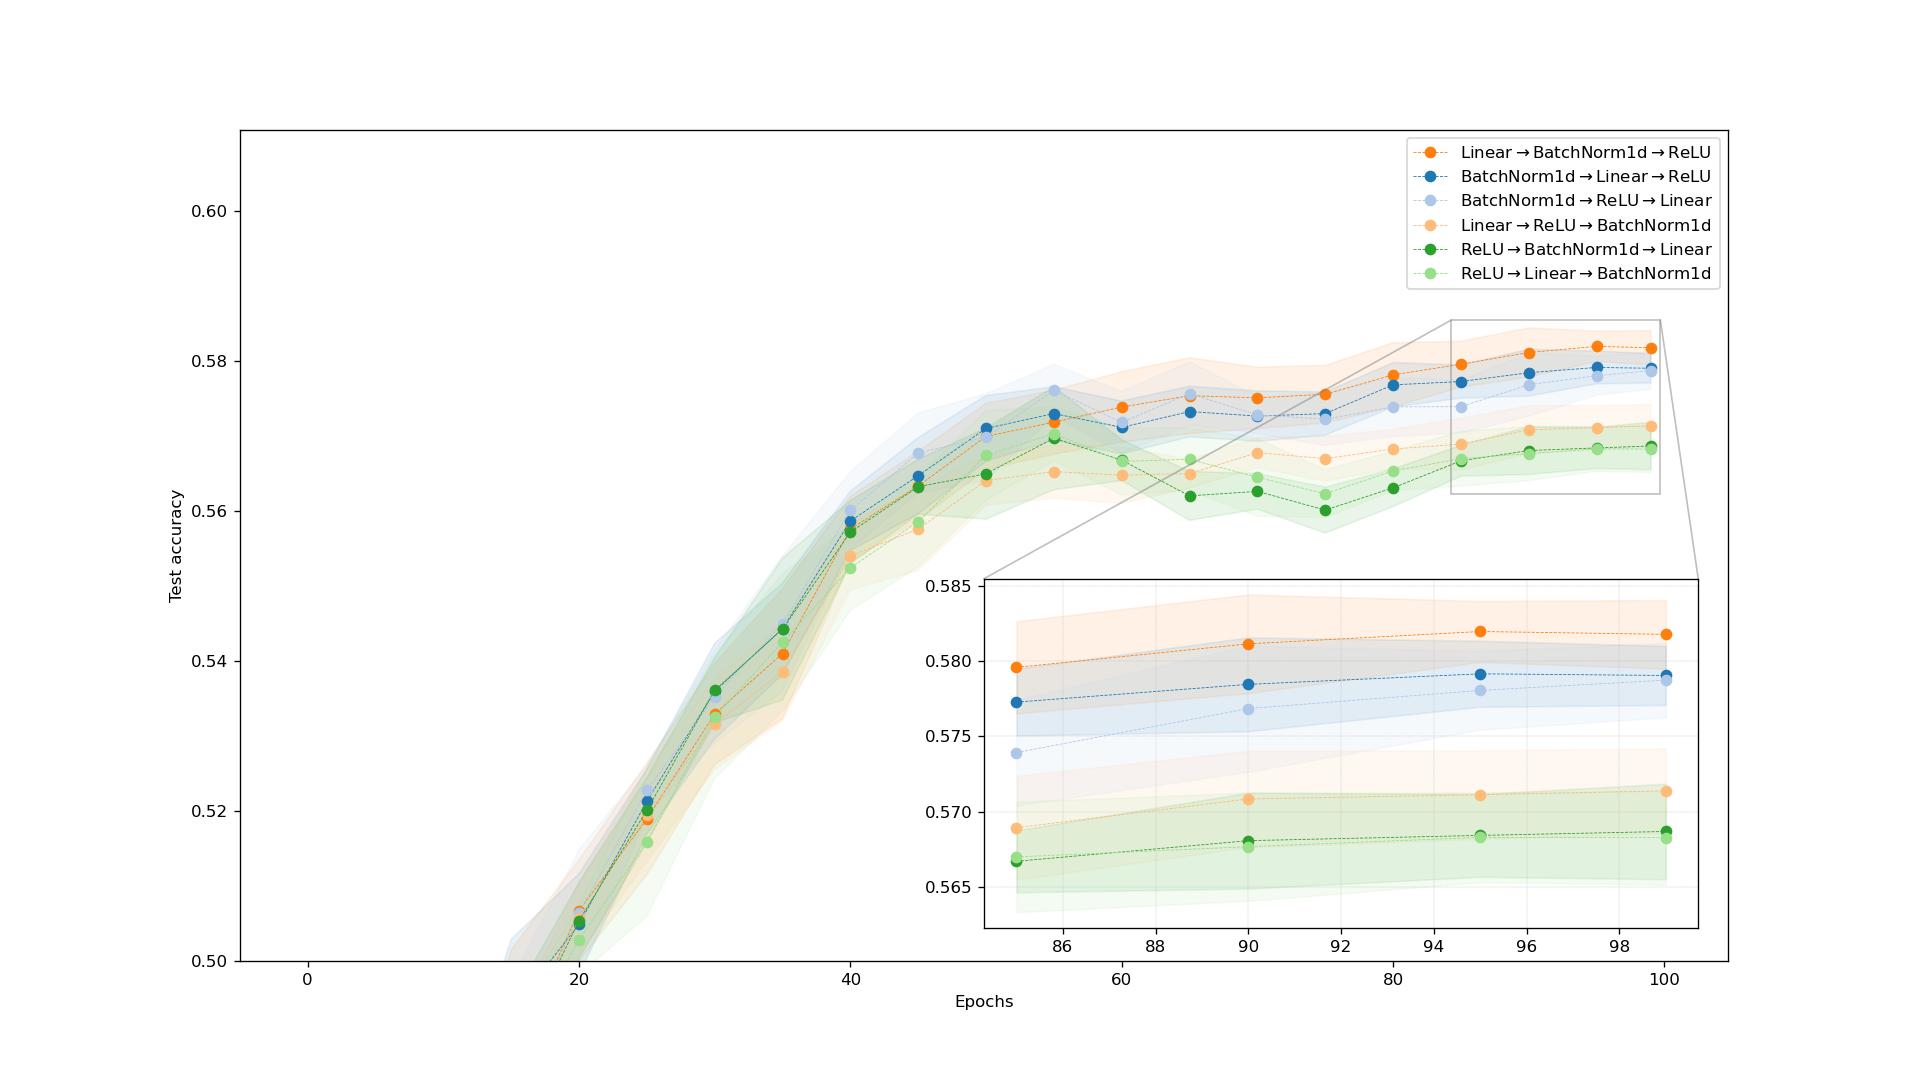 Linear→BatchNorm1d→ReLU
BatchNorm1d→Linear→ReLU
BatchNorm1d→ReLU→Linear
Linear→ReLU→BatchNorm1d
ReLU→BatchNorm1d→Linear
ReLU→Linear→BatchNorm1d
0.60
0.58
0.56
0.54
0.52
0.50
Test accuracy
0.585
0.580
0.575
0.570
0.565
86 88 90 92 94 96 98
0 20 40 60 80 100
Epochs